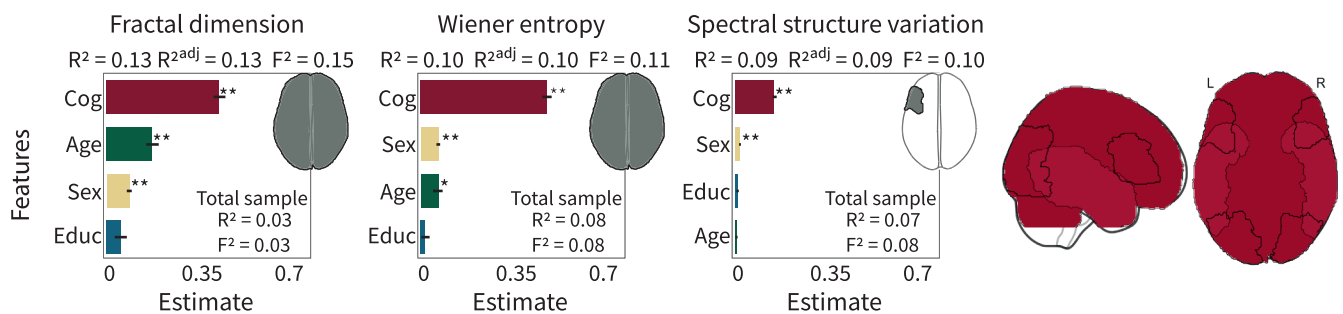 Fractal dimension
R² = 0.13 R²ᵃᵈʲ = 0.13 F² = 0.15
Features
Cog
**
Age
**
Sex
**
Educ
Total sample
R² = 0.03
F² = 0.03
0 0.35 0.7
Estimate
Wiener entropy
R² = 0.10 R²ᵃᵈʲ = 0.10 F² = 0.11
Cog
**
Sex
**
Age
*
Educ
Total sample
R² = 0.08
F² = 0.08
0 0.35 0.7
Estimate
Spectral structure variation
R² = 0.09 R²ᵃᵈʲ = 0.09 F² = 0.10
Cog
**
Sex
**
Educ
Age
Total sample
R² = 0.07
F² = 0.08
0 0.35 0.7
Estimate
L R